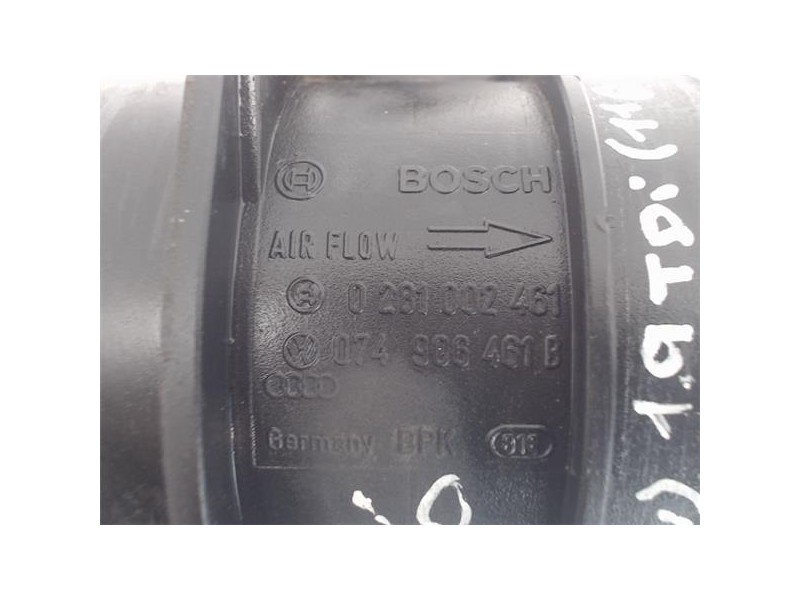 BOSCH
AIR FLOW
0 281 002 461
074 906 461 B
Germany BPK
1.9 TDi